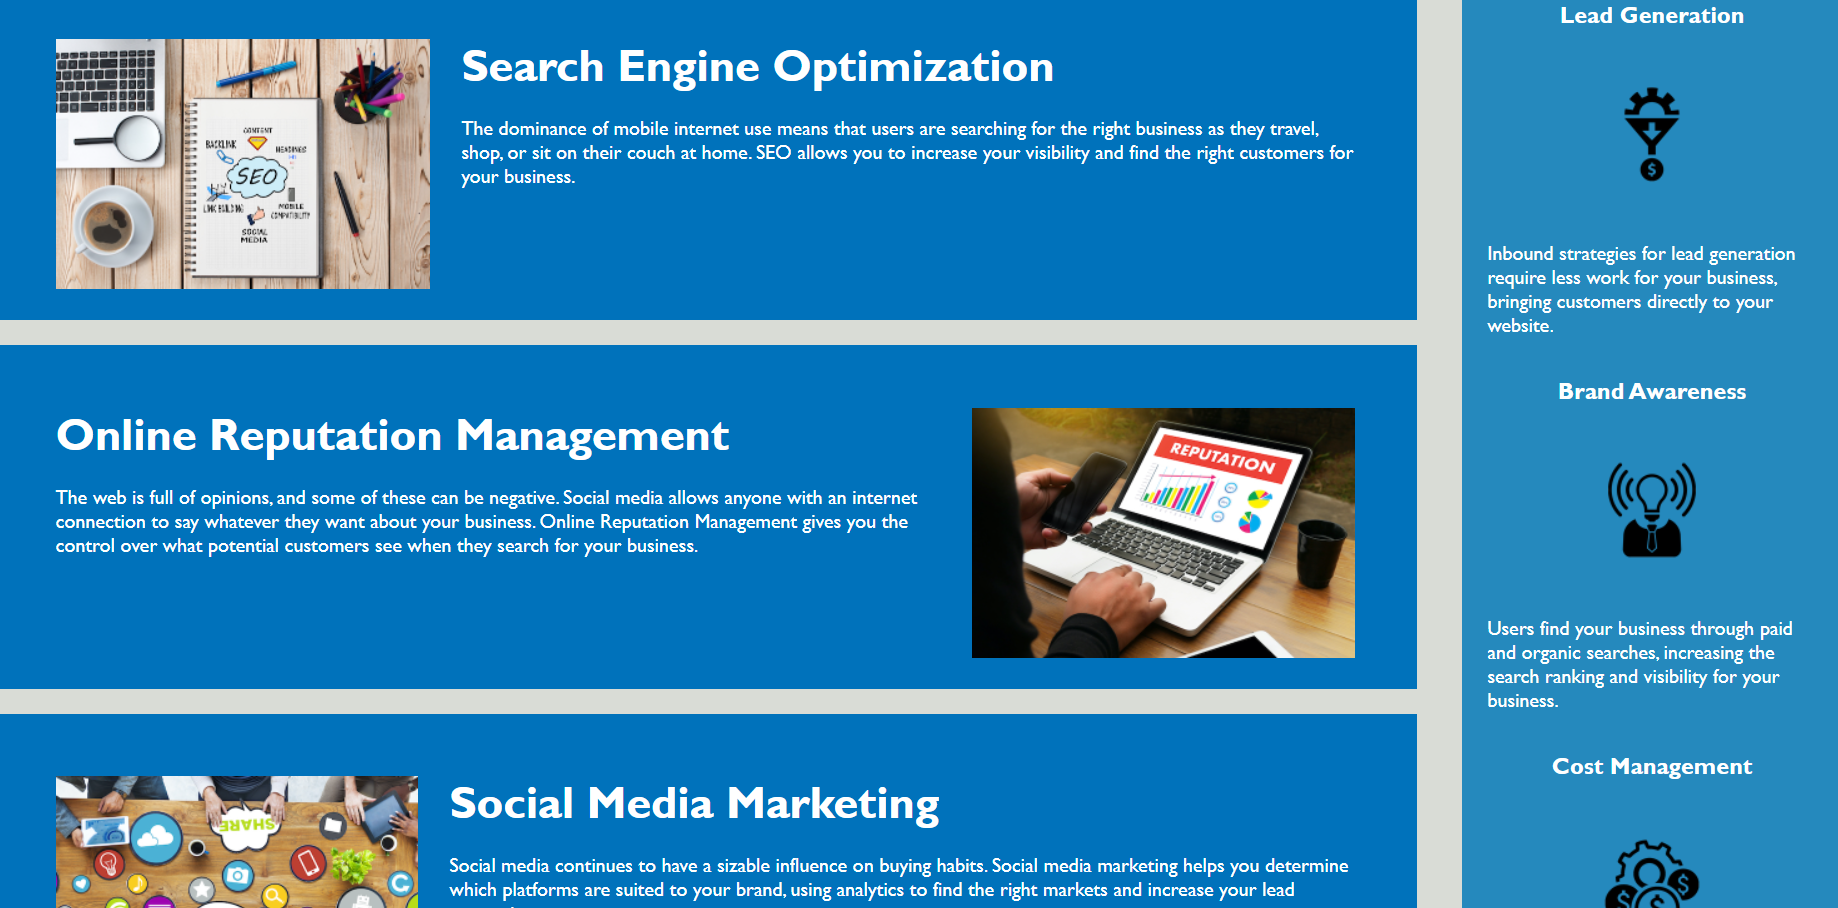 Search Engine Optimization
The dominance of mobile internet use means that users are searching for the right business as they travel,
shop, or sit on their couch at home. SEO allows you to increase your visibility and find the right customers for
your business.
CONTENT
BACKLINK
HEADINGS
SEO
LINK BUILDING
MOBILE
COMPATIBILITY
SOCIAL
MEDIA
Online Reputation Management
The web is full of opinions, and some of these can be negative. Social media allows anyone with an internet
connection to say whatever they want about your business. Online Reputation Management gives you the
control over what potential customers see when they search for your business.
REPUTATION
Social Media Marketing
Social media continues to have a sizable influence on buying habits. Social media marketing helps you determine
which platforms are suited to your brand, using analytics to find the right markets and increase your lead
SHARE
Lead Generation
Inbound strategies for lead generation
require less work for your business,
bringing customers directly to your
website.
Brand Awareness
Users find your business through paid
and organic searches, increasing the
search ranking and visibility for your
business.
Cost Management